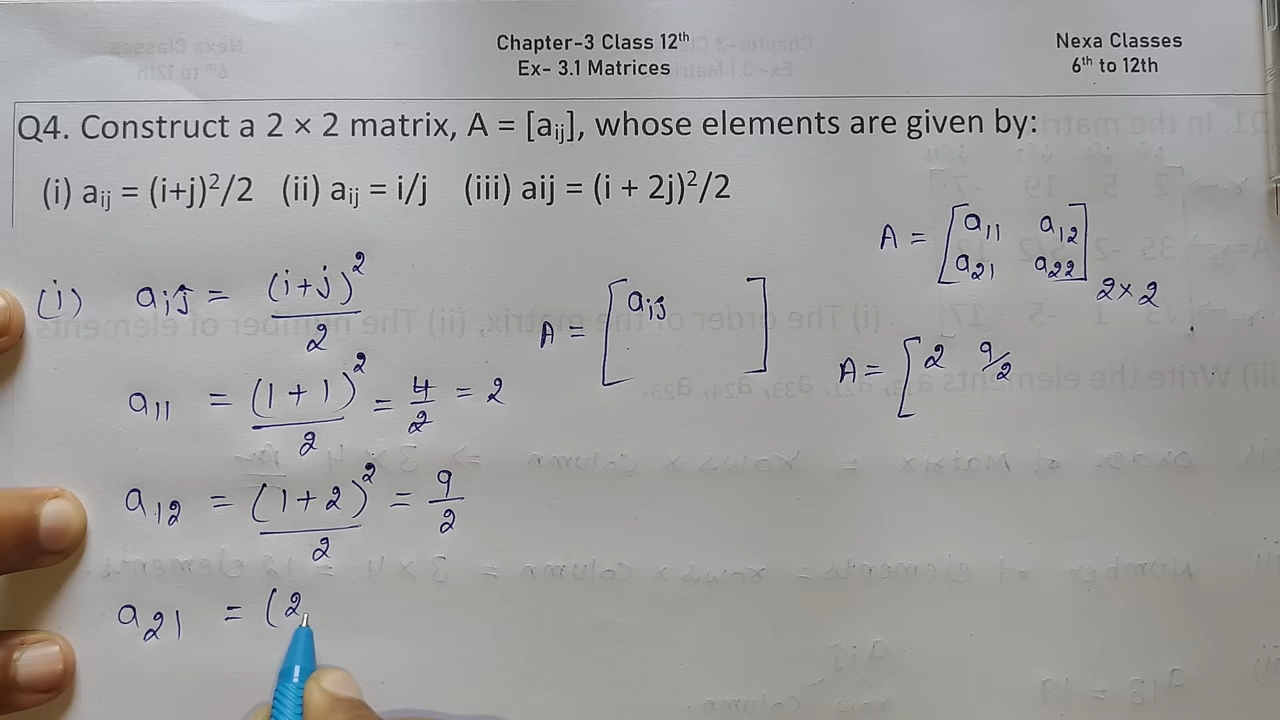 Chapter-3 Class 12th
Ex- 3.1 Matrices
Nexa Classes
6th to 12th
Q4. Construct a 2 × 2 matrix, A = [aij], whose elements are given by:
(i) aij = (i+j)²/2 (ii) aij = i/j (iii) aij = (i + 2j)²/2
A = [a11 a12
a21 a22] 2×2
(i) aij = (i+j)²/2
A = [aij]
A = [2 9/2
a11 = (1+1)²/2 = 4/2 = 2
a12 = (1+2)²/2 = 9/2
a21 = (2